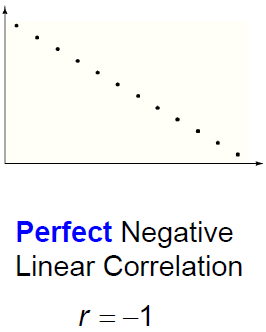 Perfect Negative
Linear Correlation
r = −1